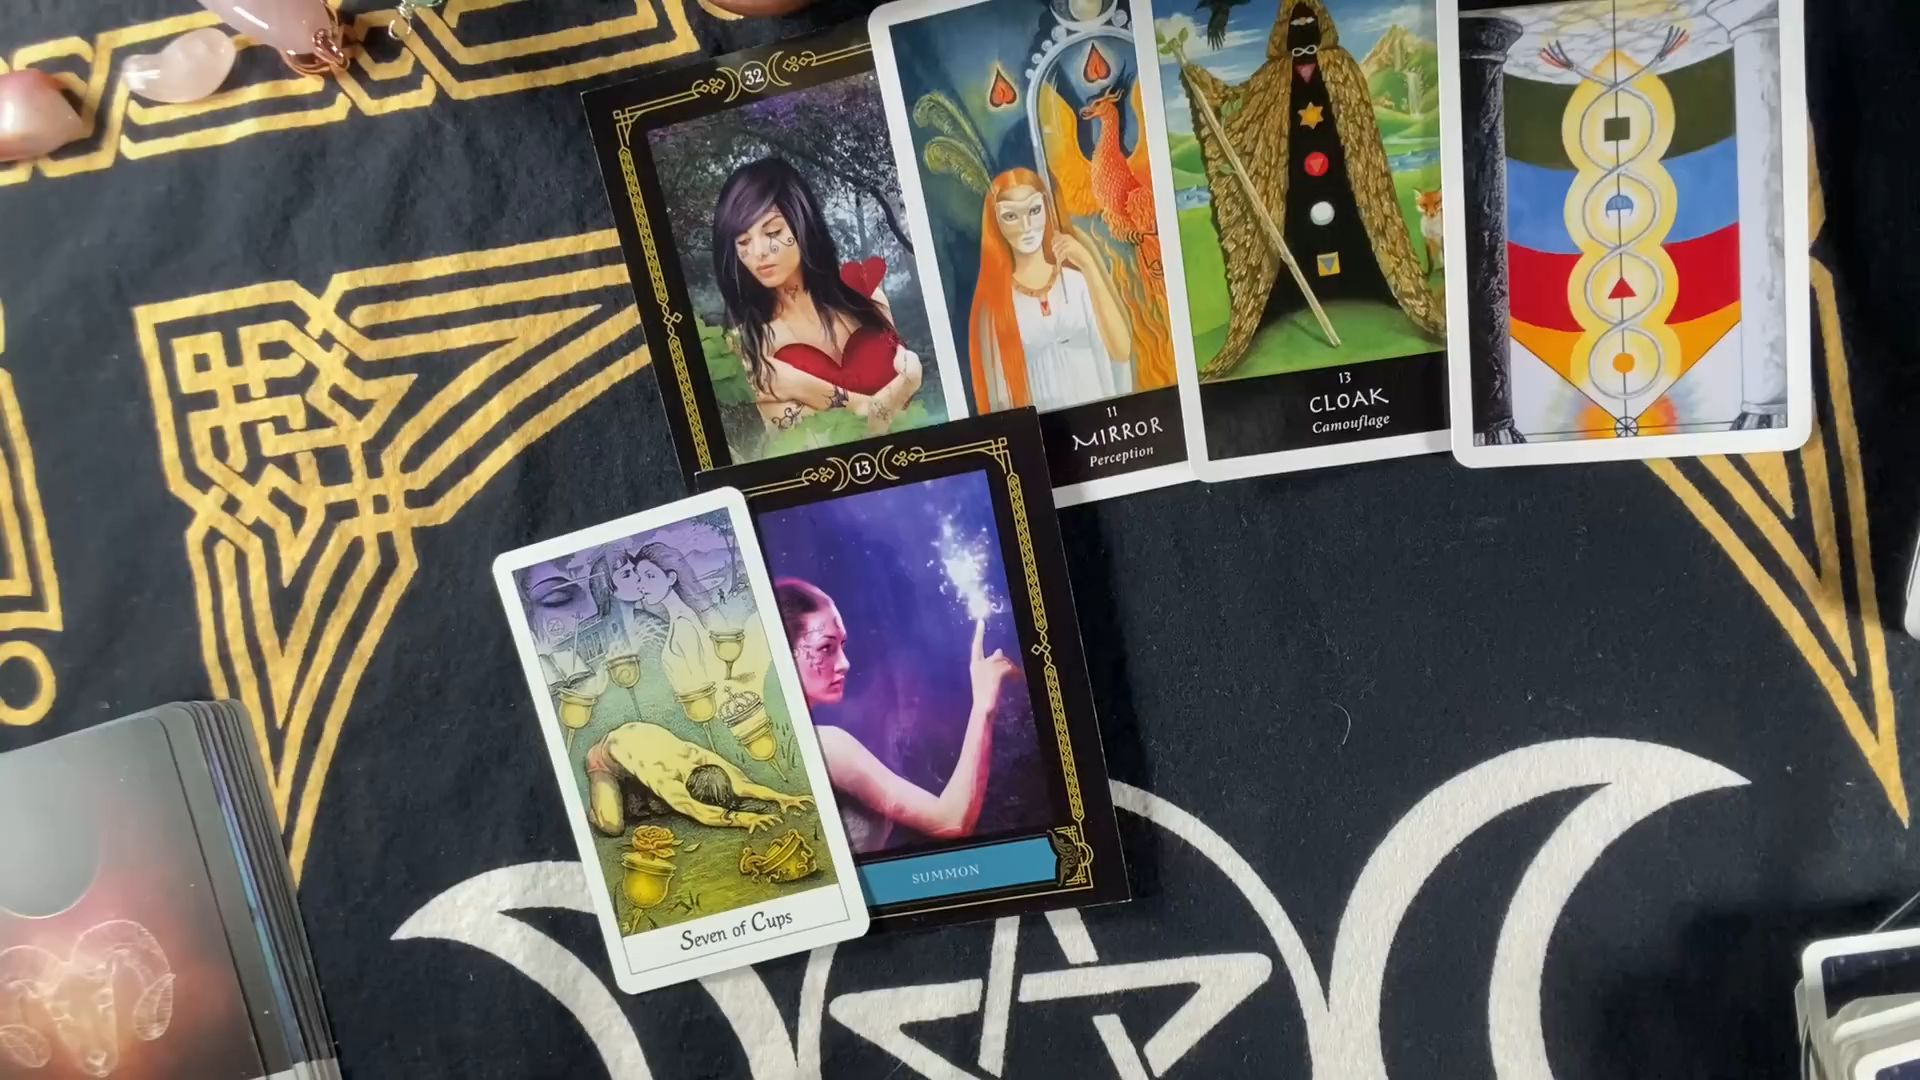 32
11
MIRROR
Perception
13
CLOAK
Camouflage
13
SUMMON
Seven of Cups